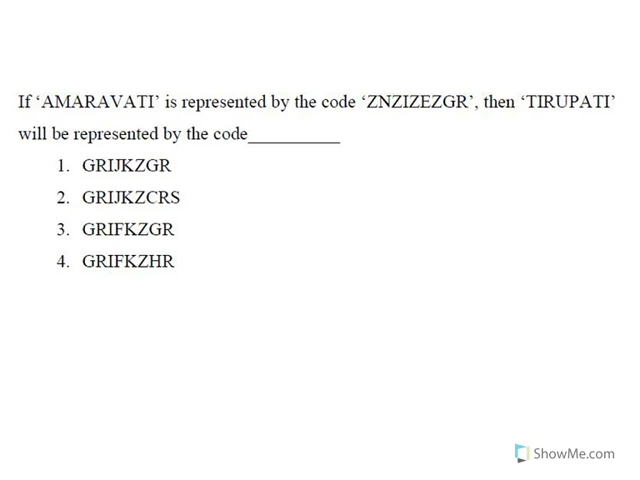 If ‘AMARAVATI’ is represented by the code ‘ZNZIZEZGR’, then ‘TIRUPATI’
will be represented by the code__________
1. GRIJKZGR
2. GRIJKZCRS
3. GRIFKZGR
4. GRIFKZHR
ShowMe.com